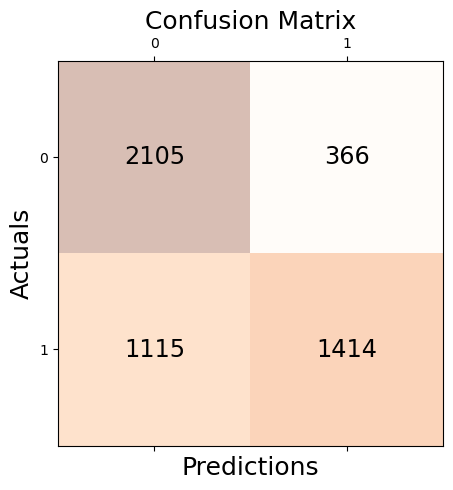 Confusion Matrix
0 1
0 2105 366
Actuals
1 1115 1414
Predictions